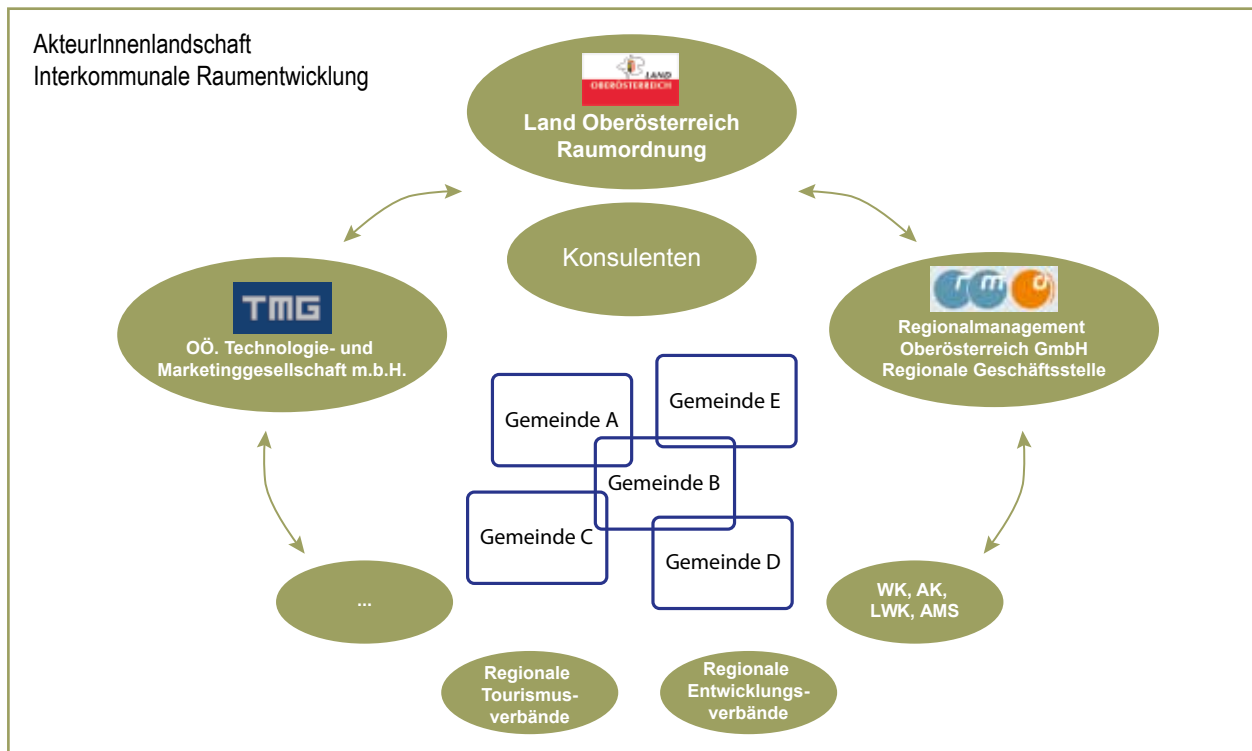 AkteurInnenlandschaft
Interkommunale Raumentwicklung
LAND
OBERÖSTERREICH
Land Oberösterreich
Raumordnung
Konsulenten
TMG
OÖ. Technologie- und
Marketinggesellschaft m.b.H.
rmo
Regionalmanagement
Oberösterreich GmbH
Regionale Geschäftsstelle
Gemeinde A
Gemeinde E
Gemeinde B
Gemeinde C
Gemeinde D
...
WK, AK,
LWK, AMS
Regionale
Tourismus-
verbände
Regionale
Entwicklungs-
verbände